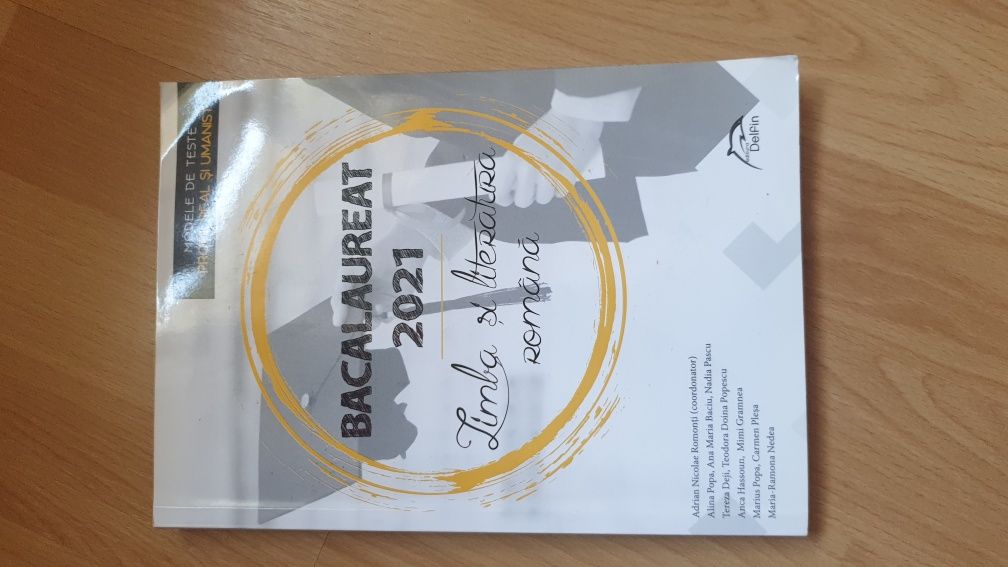 MODELE DE TESTE
REAL ȘI UMANIST
BACALAUREAT
2021
Limba și literatura
română
Adrian Nicolae Romonți (coordonator)
Alina Popa, Ana Maria Baciu, Nadia Pascu
Tereza Deji, Teodora Doina Popescu
Anca Hassoun, Mimi Gramnea
Marius Popa, Carmen Pleșa
Maria-Ramona Nedea
editura
Delfin